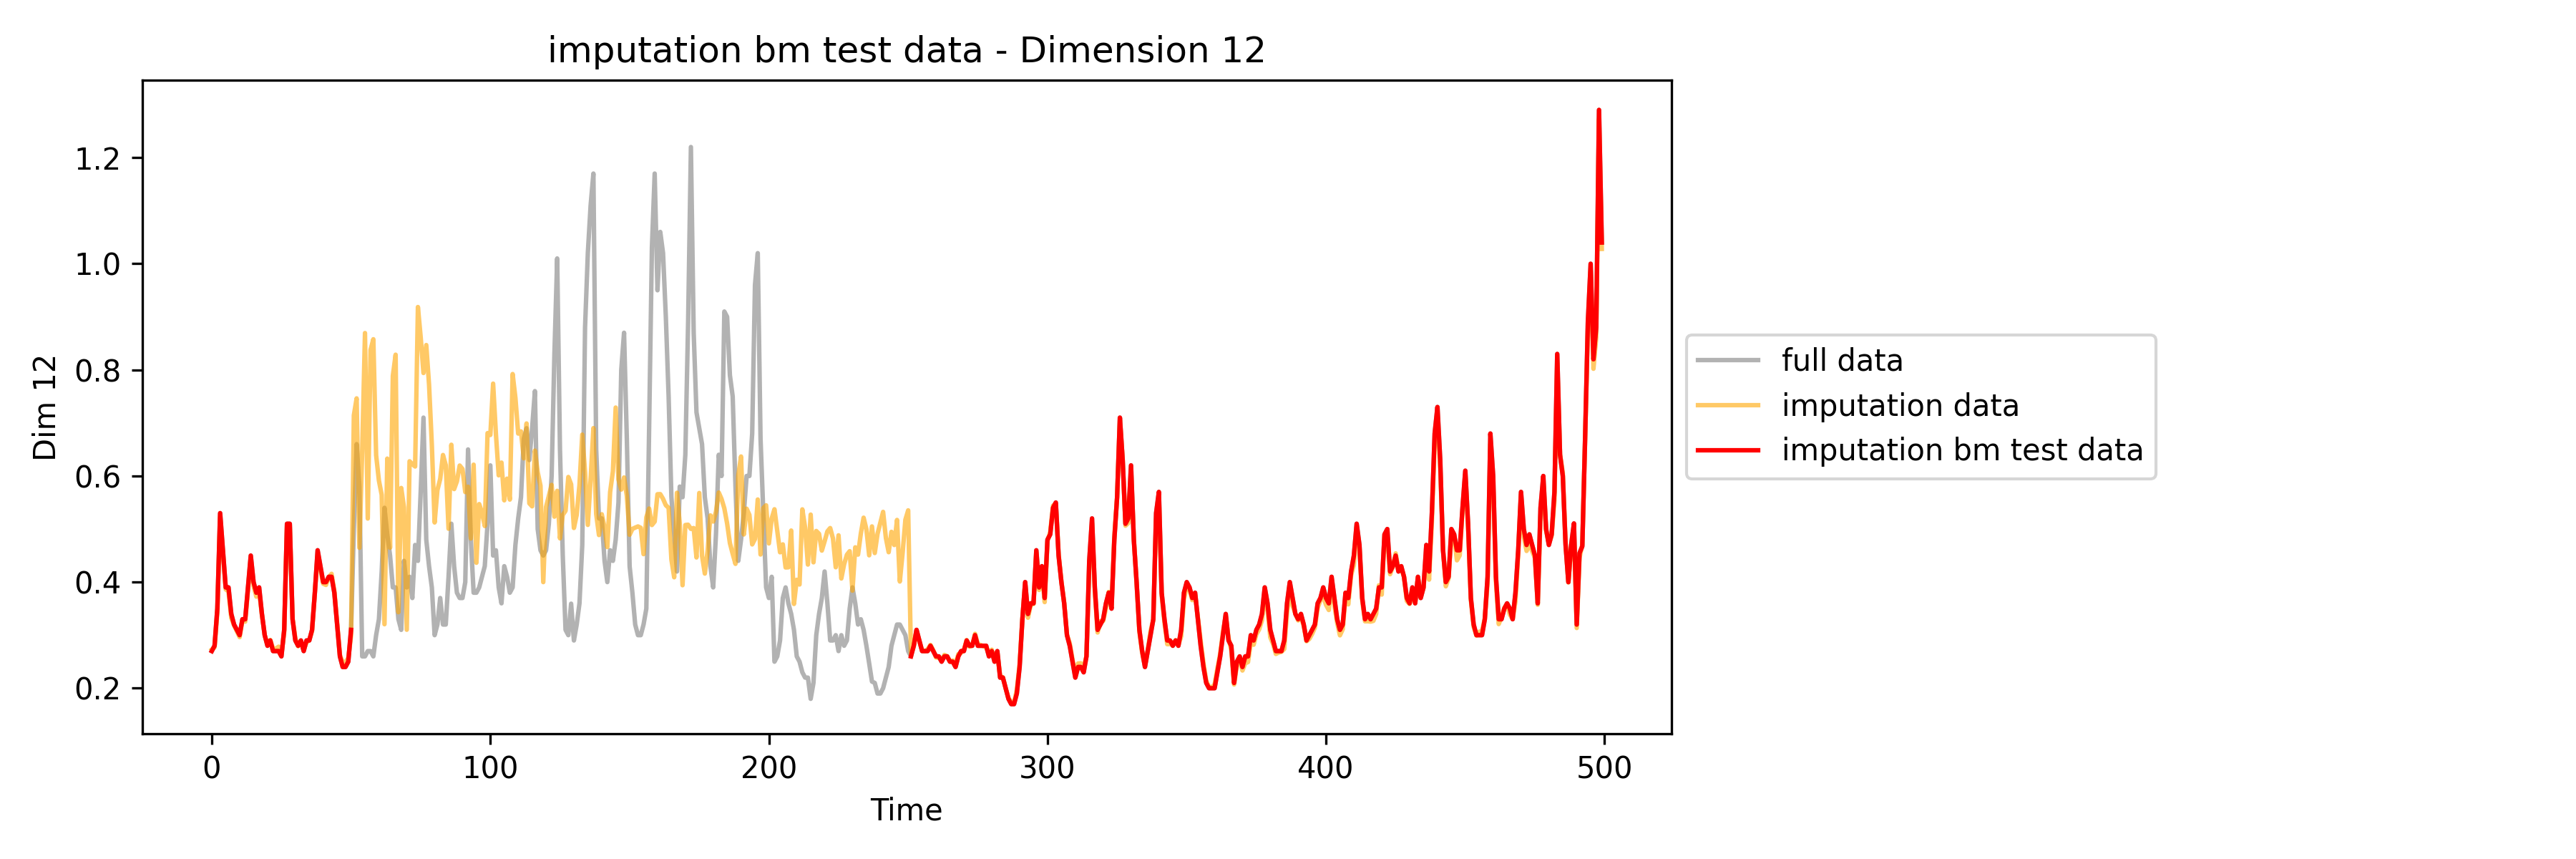 imputation bm test data - Dimension 12
1.2
1.0
0.8
0.6
0.4
0.2
Dim 12
0 100 200 300 400 500
Time
full data
imputation data
imputation bm test data